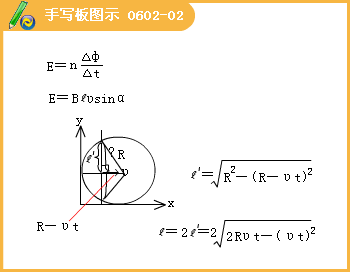 手写板图示 0602-02
E=n ΔΦ/Δt
E=Bℓυsinα
y
ℓ' R
υ
x
R-υt
ℓ'=√R²-(R-υt)²
ℓ=2ℓ'=2√2Rυt-(υt)²